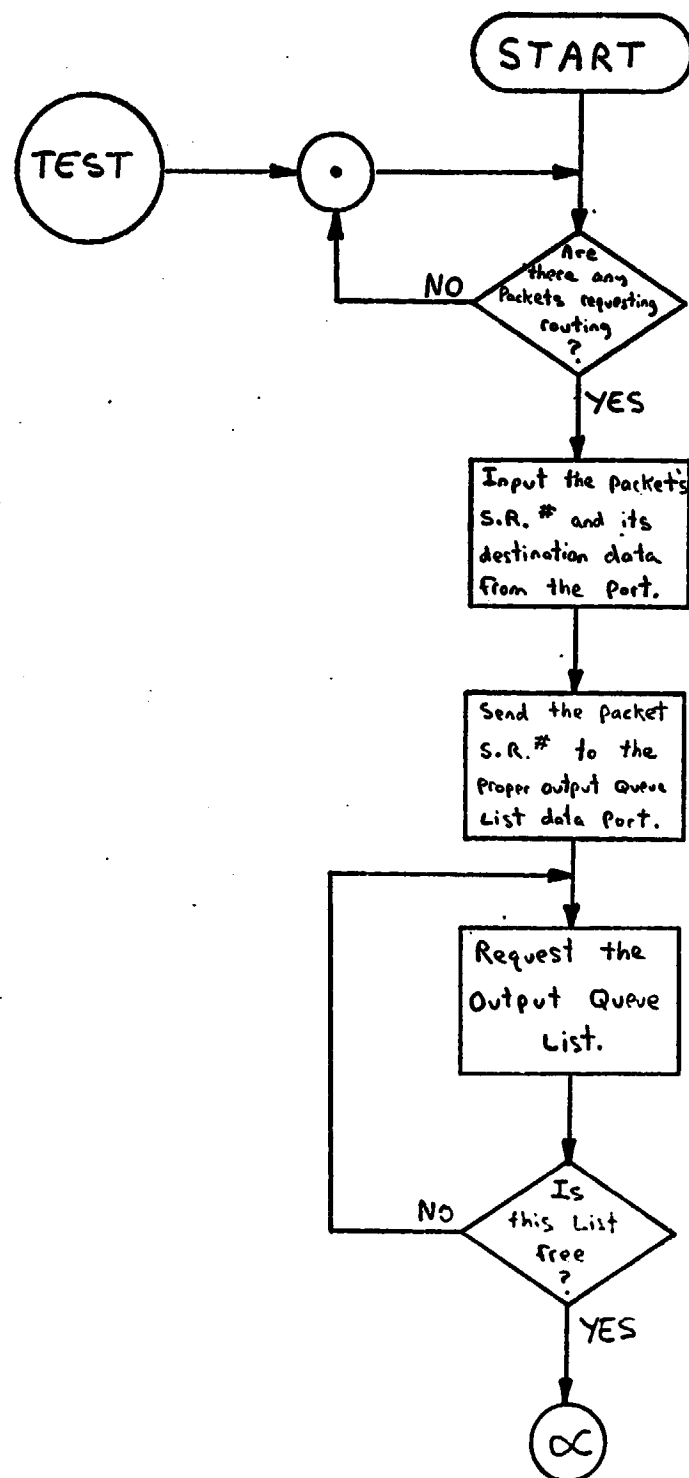 START
TEST
Are
there any
Packets requesting
routing
?
NO
YES
Input the packet's
S.R.# and its
destination data
from the port.
Send the packet
S.R.# to the
proper output Queue
List data port.
Request the
Output Queue
List.
Is
this List
free
?
NO
YES
∝